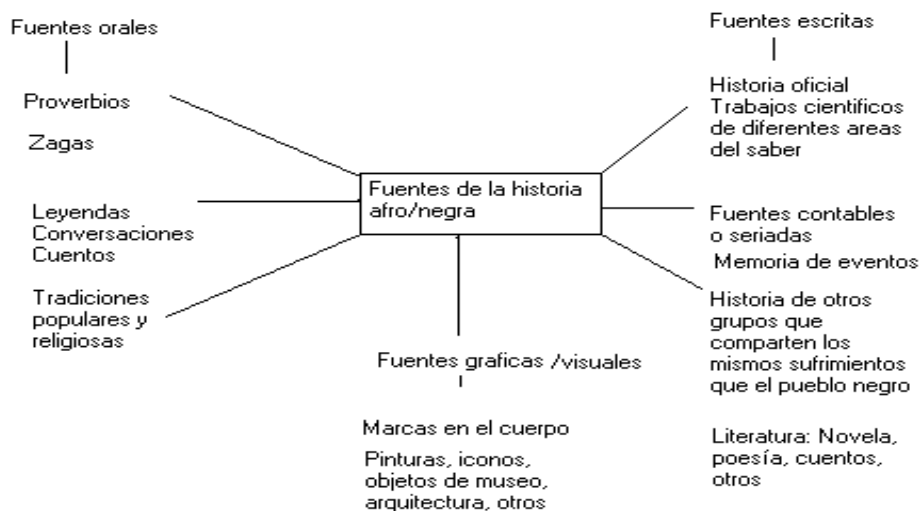 Fuentes orales
Proverbios
Zagas
Leyendas
Conversaciones
Cuentos
Tradiciones
populares y
religiosas
Fuentes de la historia
afro/negra
Fuentes graficas /visuales
Marcas en el cuerpo
Pinturas, iconos,
objetos de museo,
arquitectura, otros
Fuentes escritas
Historia oficial
Trabajos cientificos
de diferentes areas
del saber
Fuentes contables
o seriadas
Memoria de eventos
Historia de otros
grupos que
comparten los
mismos sufrimientos
que el pueblo negro
Literatura: Novela,
poesía, cuentos,
otros